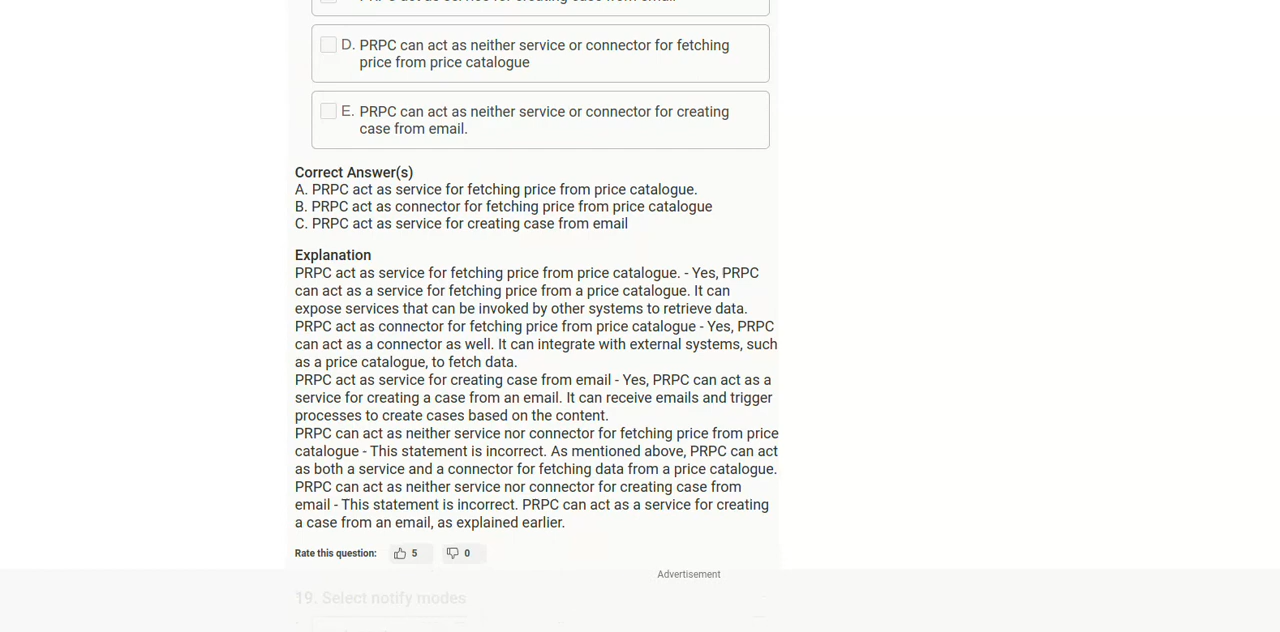 D. PRPC can act as neither service or connector for fetching
price from price catalogue
E. PRPC can act as neither service or connector for creating
case from email.
Correct Answer(s)
A. PRPC act as service for fetching price from price catalogue.
B. PRPC act as connector for fetching price from price catalogue
C. PRPC act as service for creating case from email
Explanation
PRPC act as service for fetching price from price catalogue. - Yes, PRPC
can act as a service for fetching price from a price catalogue. It can
expose services that can be invoked by other systems to retrieve data.
PRPC act as connector for fetching price from price catalogue - Yes, PRPC
can act as a connector as well. It can integrate with external systems, such
as a price catalogue, to fetch data.
PRPC act as service for creating case from email - Yes, PRPC can act as a
service for creating a case from an email. It can receive emails and trigger
processes to create cases based on the content.
PRPC can act as neither service nor connector for fetching price from price
catalogue - This statement is incorrect. As mentioned above, PRPC can act
as both a service and a connector for fetching data from a price catalogue.
PRPC can act as neither service nor connector for creating case from
email - This statement is incorrect. PRPC can act as a service for creating
a case from an email, as explained earlier.
Rate this question: 5 0
Advertisement
19. Select notify modes